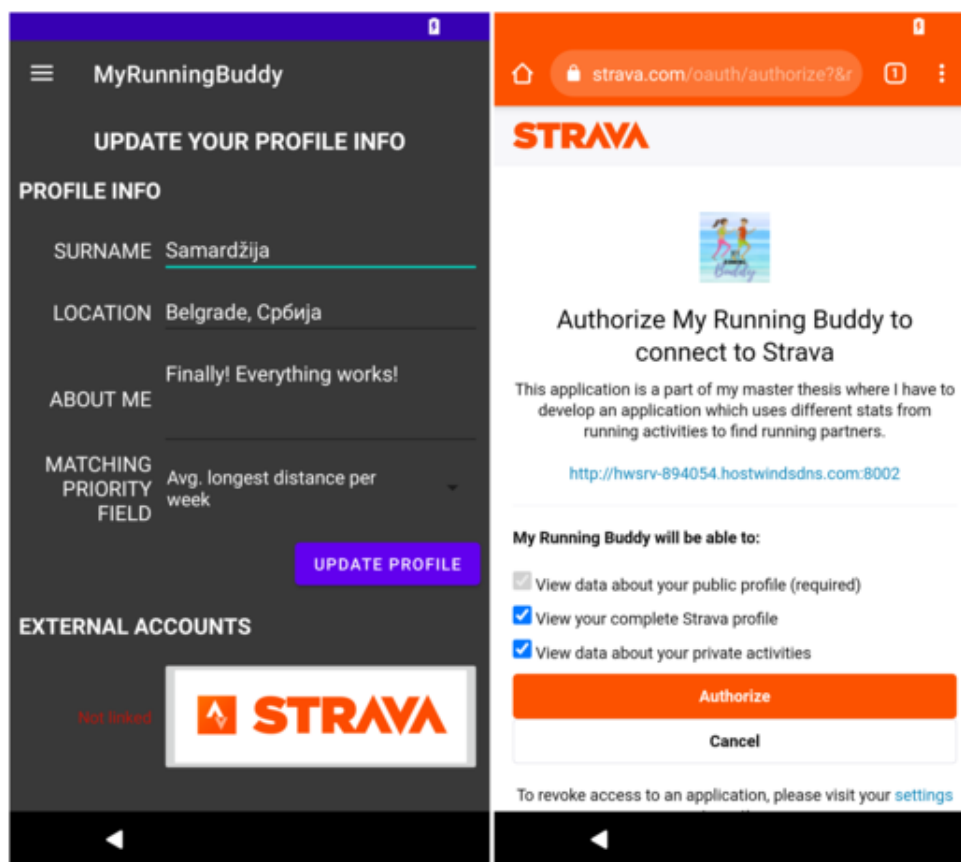 MyRunningBuddy
UPDATE YOUR PROFILE INFO
PROFILE INFO
SURNAME Samardžija
LOCATION Belgrade, Србија
ABOUT ME Finally! Everything works!
MATCHING
PRIORITY
FIELD
Avg. longest distance per
week
UPDATE PROFILE
EXTERNAL ACCOUNTS
Not linked
STRAVA
strava.com/oauth/authorize?&r
1
STRAVA
Buddy
Authorize My Running Buddy to
connect to Strava
This application is a part of my master thesis where I have to
develop an application which uses different stats from
running activities to find running partners.
http://hwsrv-894054.hostwindsdns.com:8002
My Running Buddy will be able to:
View data about your public profile (required)
View your complete Strava profile
View data about your private activities
Authorize
Cancel
To revoke access to an application, please visit your settings